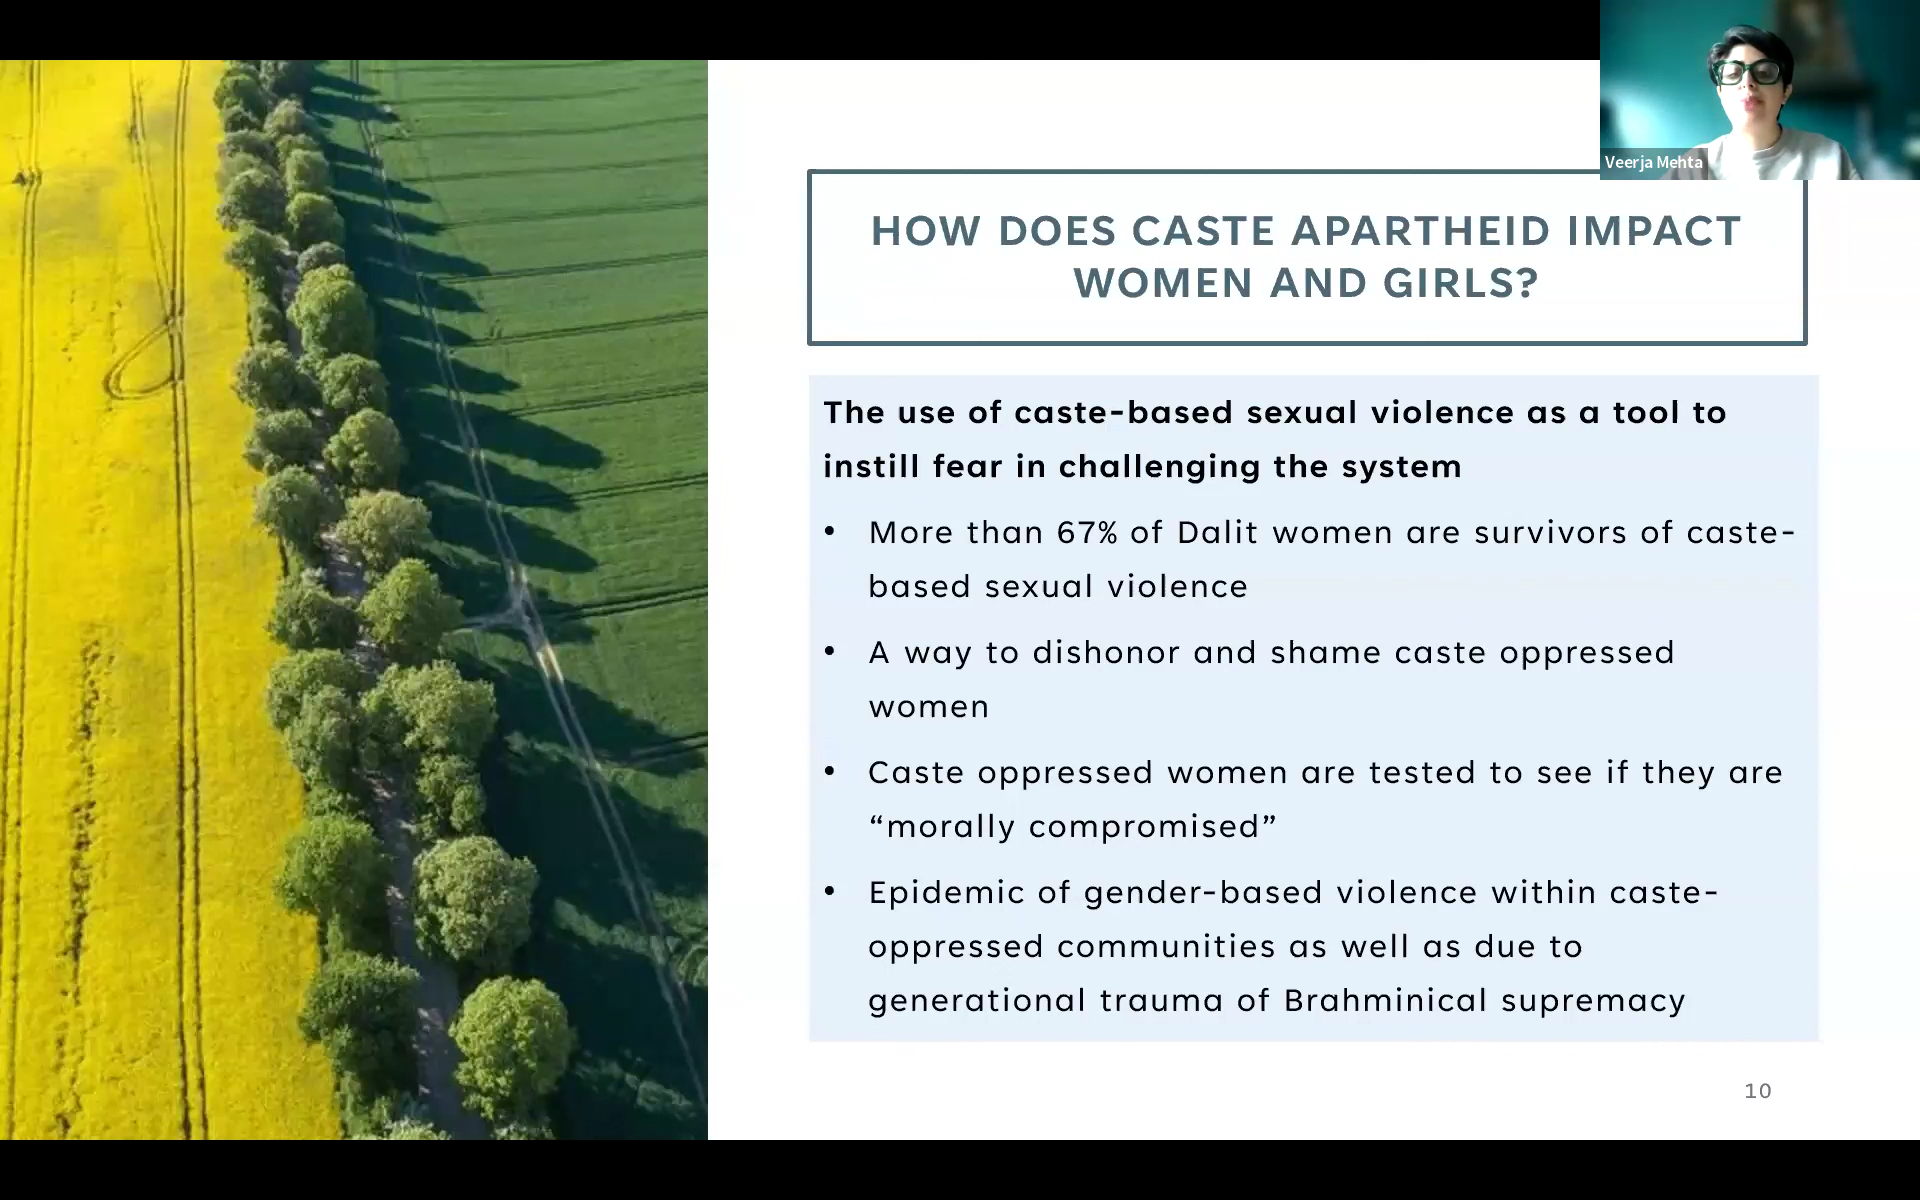 Veerja Mehta
HOW DOES CASTE APARTHEID IMPACT
WOMEN AND GIRLS?
The use of caste-based sexual violence as a tool to
instill fear in challenging the system
• More than 67% of Dalit women are survivors of caste-
based sexual violence
• A way to dishonor and shame caste oppressed
women
• Caste oppressed women are tested to see if they are
“morally compromised”
• Epidemic of gender-based violence within caste-
oppressed communities as well as due to
generational trauma of Brahminical supremacy
10